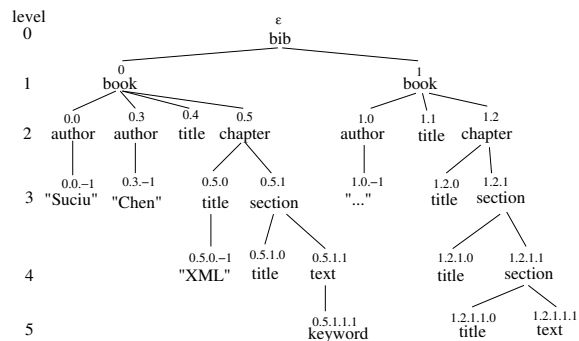 level ε
0 bib
0 1
1 book book
0.0 0.3 0.4 0.5 1.0 1.1 1.2
2 author author title chapter author title chapter
0.0.−1 0.3.−1 0.5.0 0.5.1 1.0.−1 1.2.0 1.2.1
3 "Suciu" "Chen" title section "..." title section
0.5.0.−1 0.5.1.0 0.5.1.1 1.2.1.0 1.2.1.1
4 "XML" title text title section
0.5.1.1.1 1.2.1.1.0 1.2.1.1.1
5 keyword title text